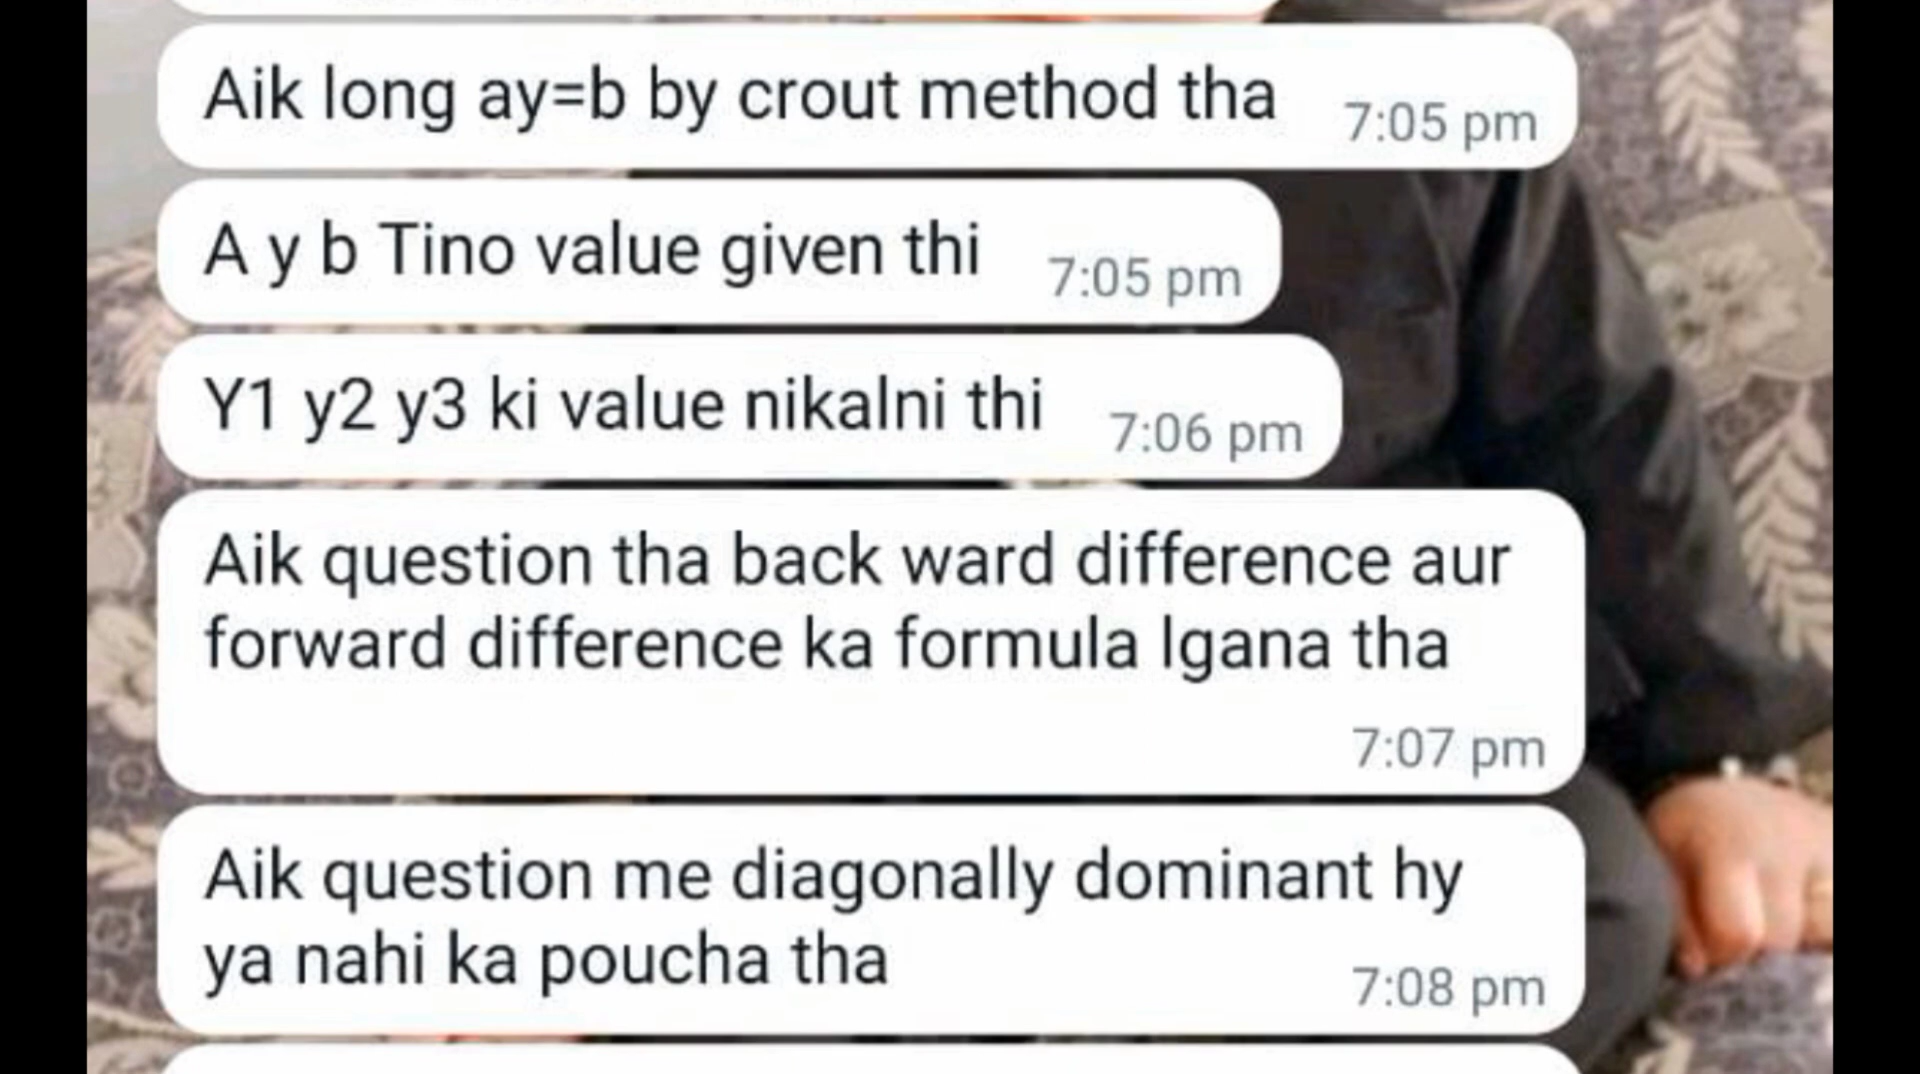 Aik long ay=b by crout method tha 7:05 pm
A y b Tino value given thi 7:05 pm
Y1 y2 y3 ki value nikalni thi 7:06 pm
Aik question tha back ward difference aur
forward difference ka formula lgana tha
7:07 pm
Aik question me diagonally dominant hy
ya nahi ka poucha tha 7:08 pm